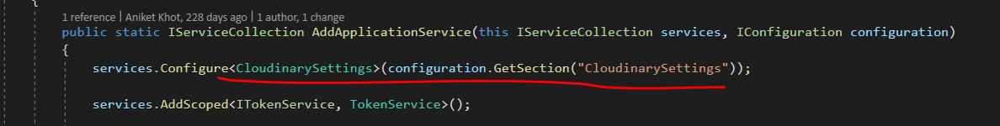 {
1 reference | Aniket Khot, 228 days ago | 1 author, 1 change
public static IServiceCollection AddApplicationService(this IServiceCollection services, IConfiguration configuration)
{
services.Configure<CloudinarySettings>(configuration.GetSection("CloudinarySettings"));
services.AddScoped<ITokenService, TokenService>();